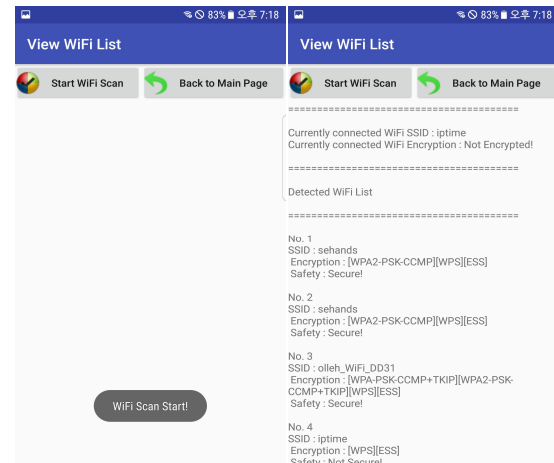 83% 오후 7:18
View WiFi List
Start WiFi Scan
Back to Main Page
WiFi Scan Start!
83% 오후 7:18
View WiFi List
Start WiFi Scan
Back to Main Page
========================================
Currently connected WiFi SSID : iptime
Currently connected WiFi Encryption : Not Encrypted!
========================================
Detected WiFi List
========================================
No. 1
SSID : sehands
Encryption : [WPA2-PSK-CCMP][WPS][ESS]
Safety : Secure!
No. 2
SSID : sehands
Encryption : [WPA2-PSK-CCMP][WPS][ESS]
Safety : Secure!
No. 3
SSID : olleh_WiFi_DD31
Encryption : [WPA-PSK-CCMP+TKIP][WPA2-PSK-
CCMP+TKIP][WPS][ESS]
Safety : Secure!
No. 4
SSID : iptime
Encryption : [WPS][ESS]
Safety : Not Secure!